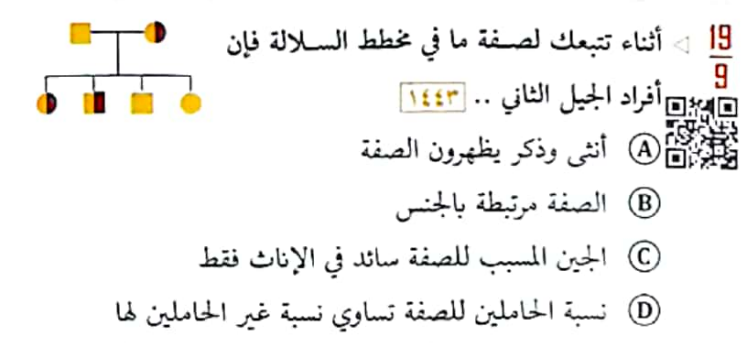 19
9
أثناء تتبعك لصفة ما في مخطط السلالة فإن
أفراد الجيل الثاني .. ١٤٤٣
A أنثى وذكر يظهرون الصفة
B الصفة مرتبطة بالجنس
C الجين المسبب للصفة سائد في الإناث فقط
D نسبة الحاملين للصفة تساوي نسبة غير الحاملين لها